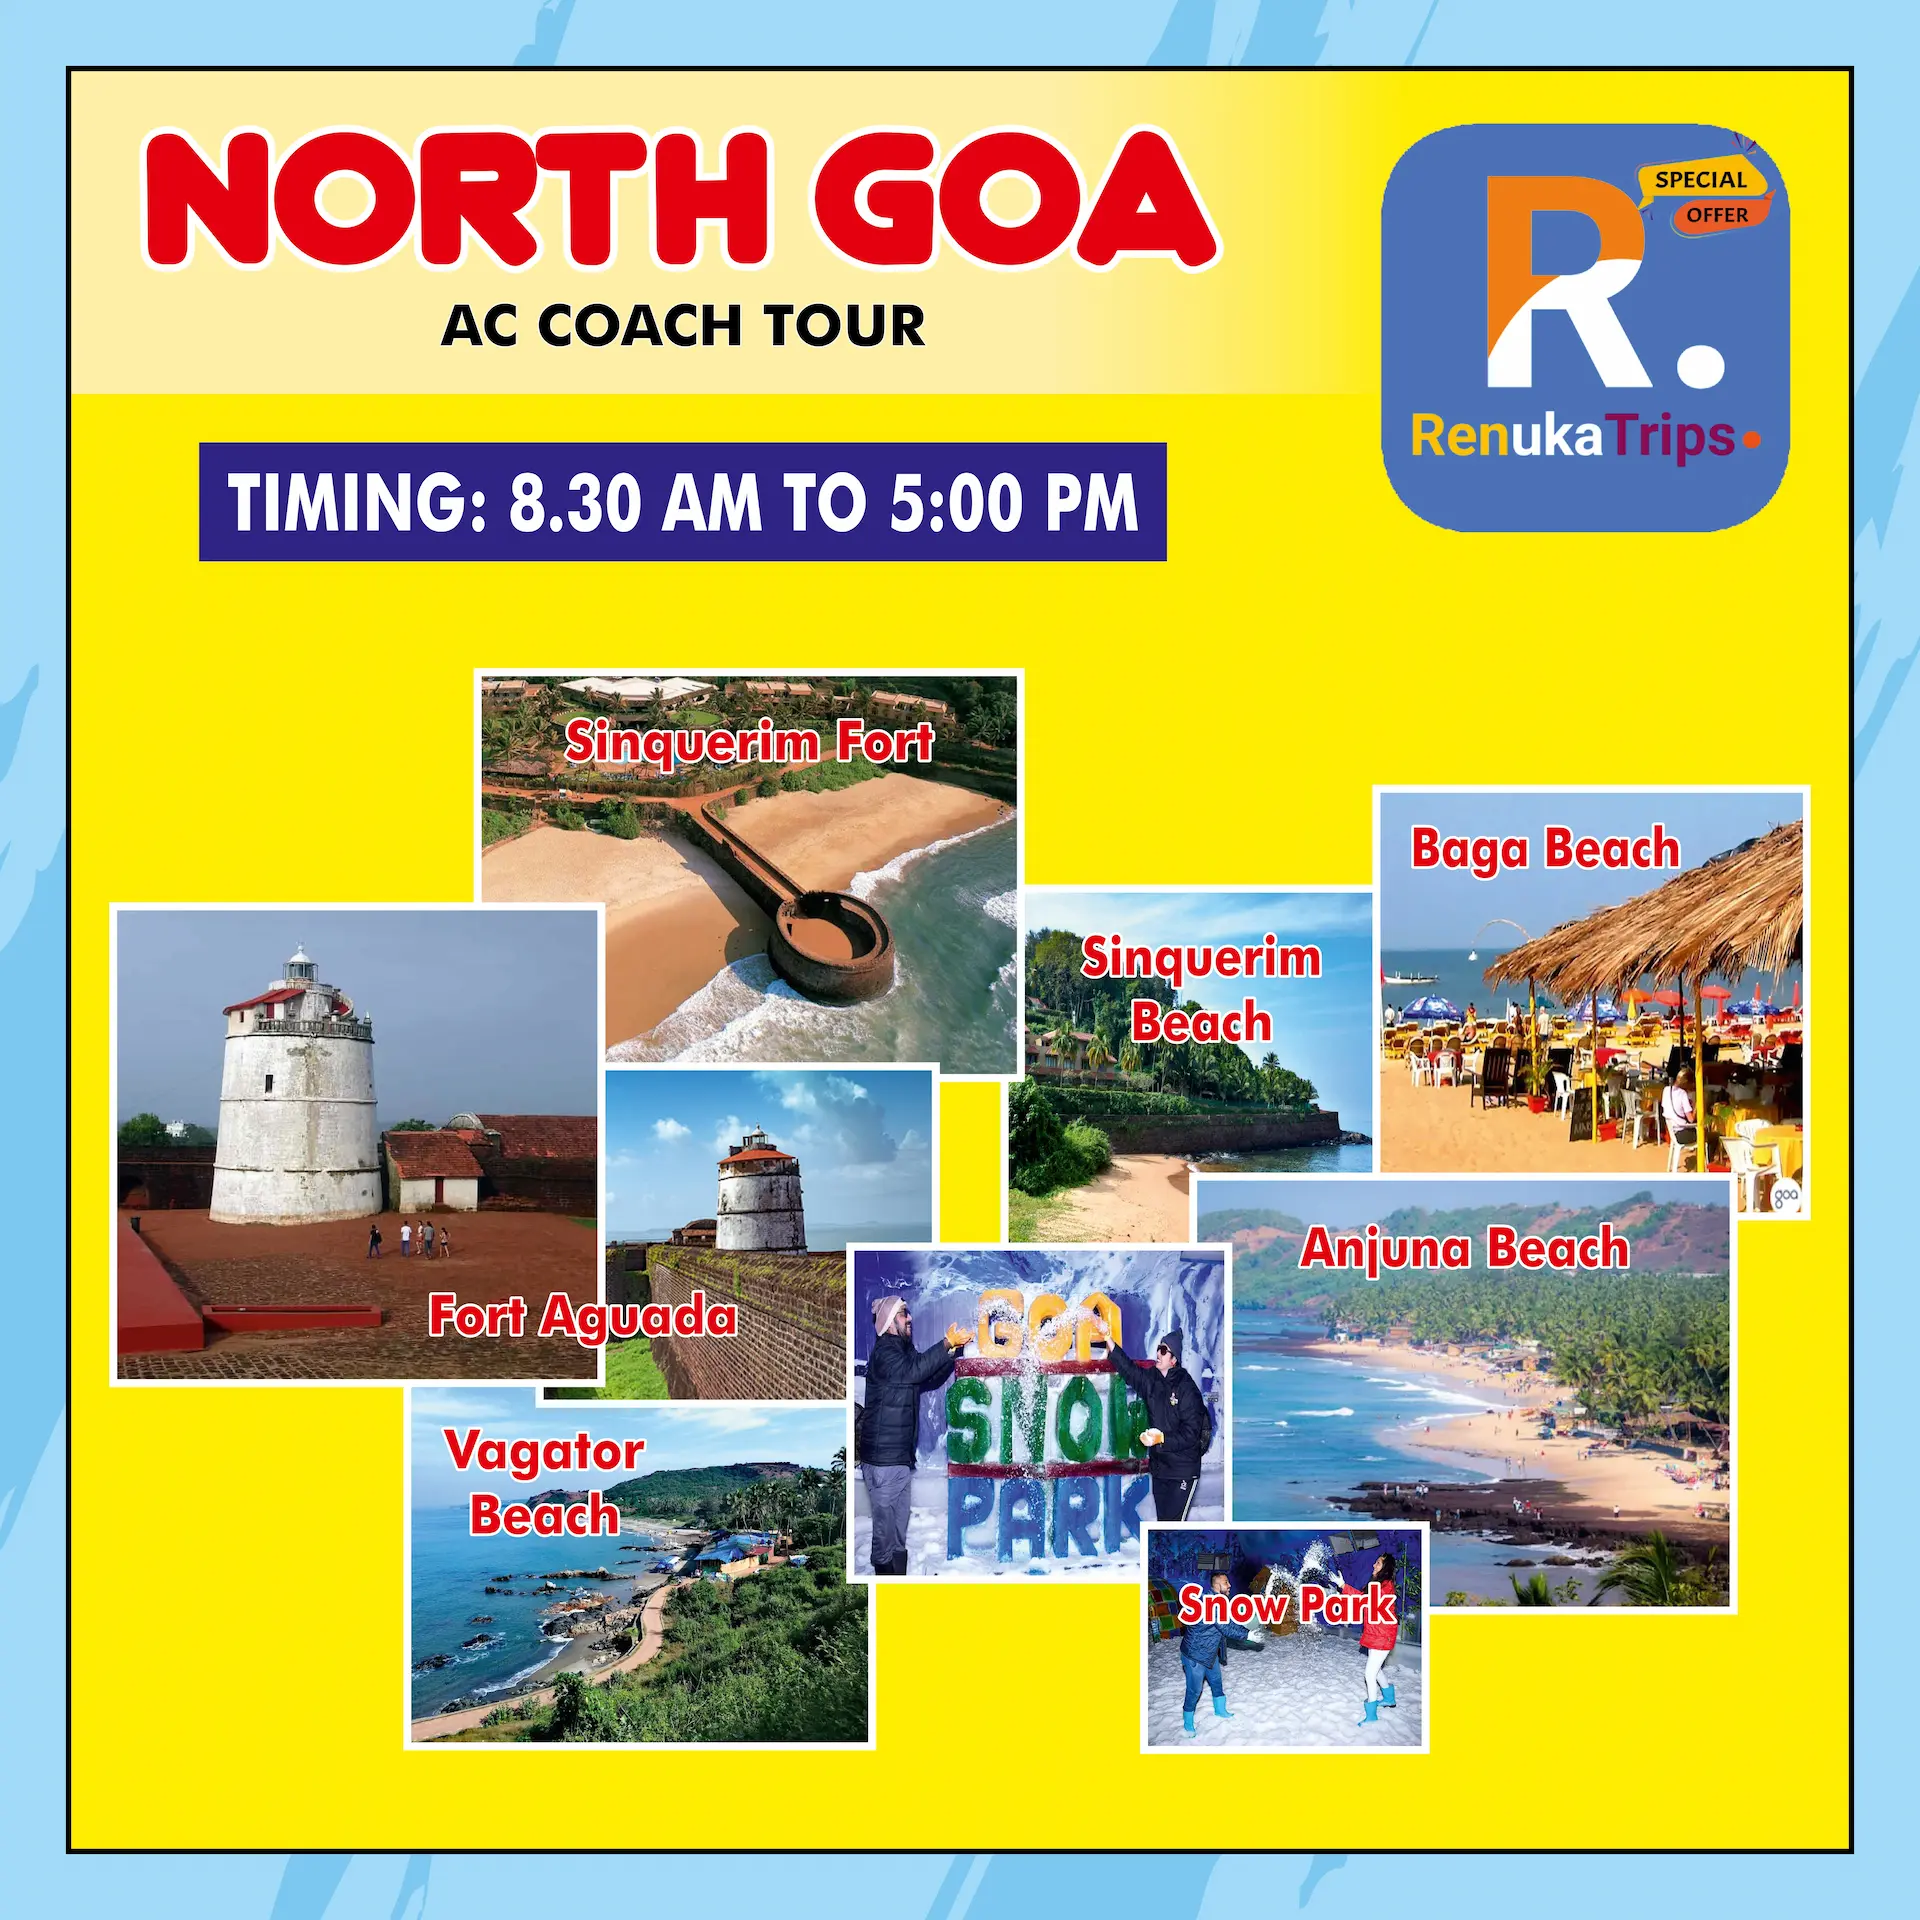 NORTH GOA
AC COACH TOUR
SPECIAL
OFFER
R.
RenukaTrips.
TIMING: 8.30 AM TO 5:00 PM
Sinquerim Fort
Baga Beach
Sinquerim
Beach
goa
Anjuna Beach
Fort Aguada
GOA
SNOW
PARK
Vagator
Beach
Snow Park